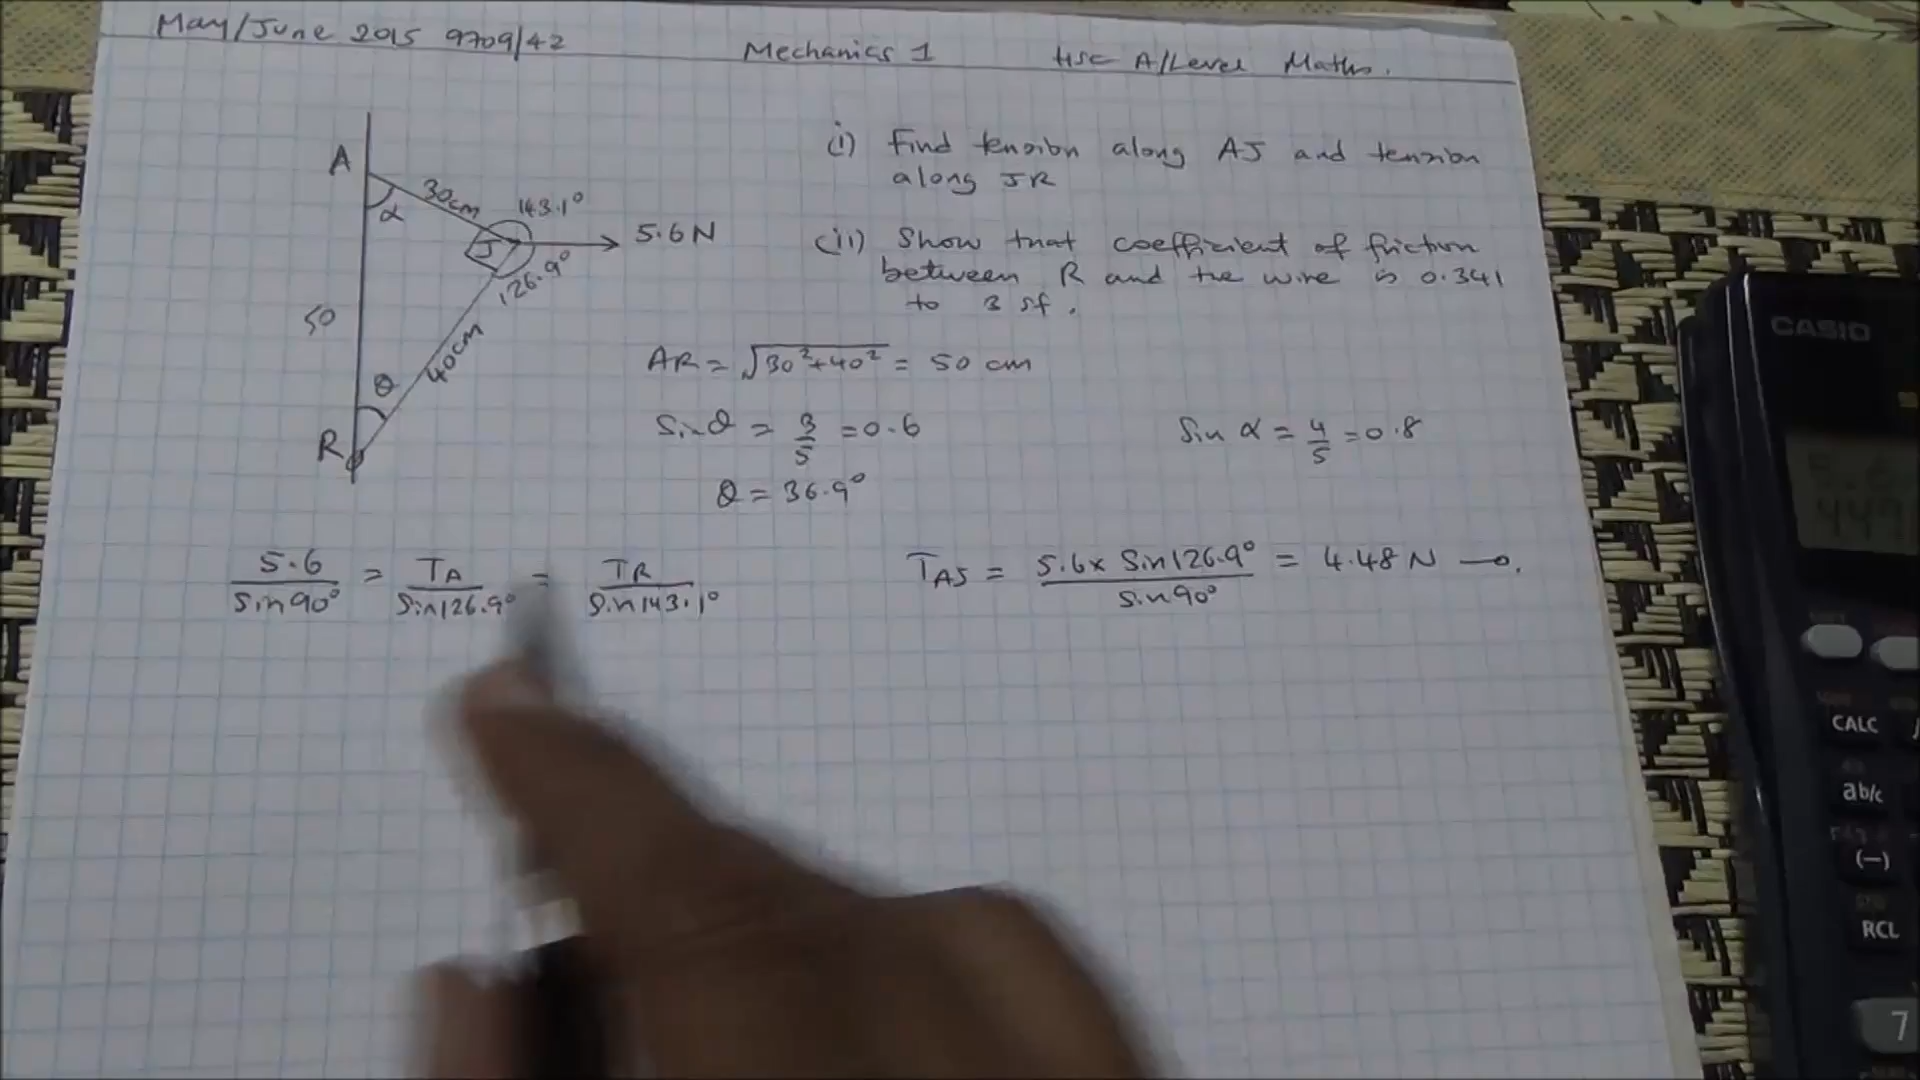 May/June 2015 9709/42
Mechanics 1
HSC A/Level Maths.
A
α
30cm
143.1°
J
5.6N
126.9°
50
40cm
θ
R
(i) Find tension along AJ and tension
along JR
(ii) Show that coefficient of friction
between R and the wire is 0.341
to 3 sf.
AR = √30²+40² = 50 cm
Sinθ = 3/5 = 0.6
θ = 36.9°
Sin α = 4/5 = 0.8
5.6/Sin90° = TA/Sin126.9° = TR/Sin143.1°
TAJ = 5.6 x Sin126.9°/Sin90° = 4.48 N
CASIO
CALC
ab/c
(−)
RCL
7